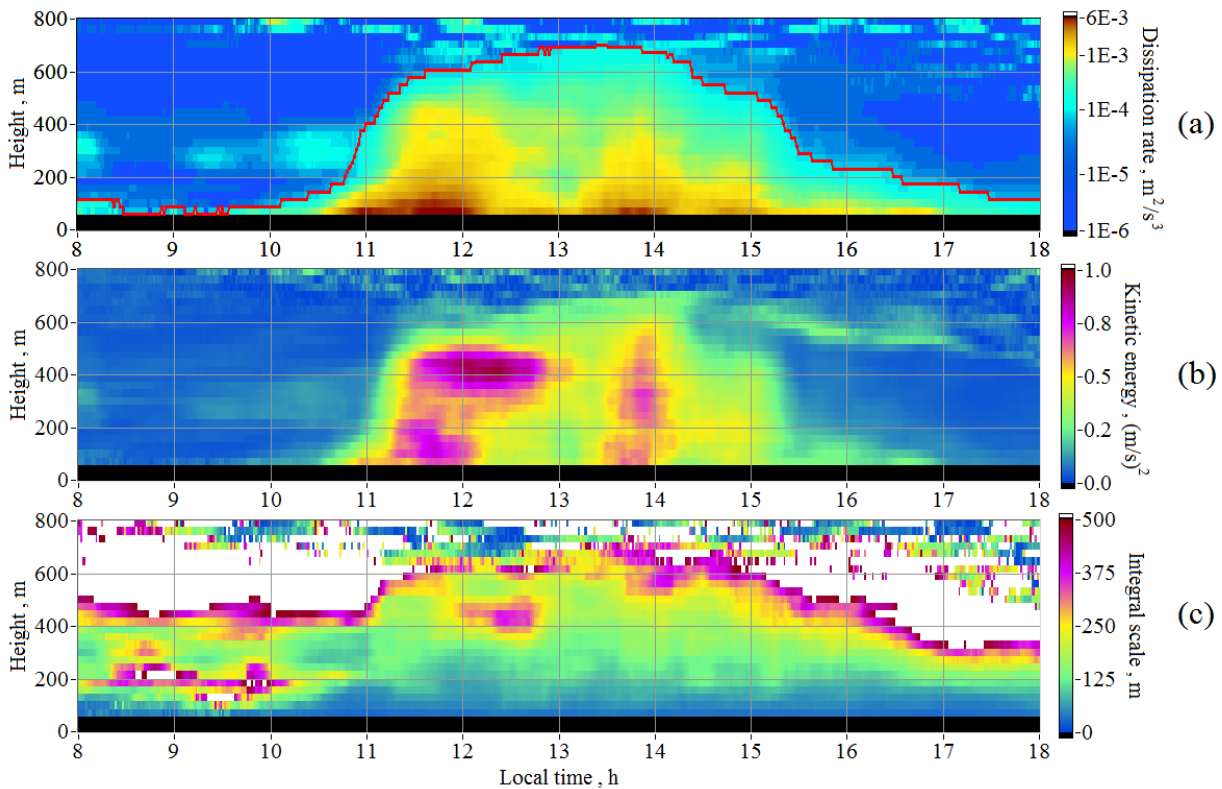 800
600
400
200
0
Height , m
8 9 10 11 12 13 14 15 16 17 18
6E-3
1E-3
1E-4
1E-5
1E-6
Dissipation rate , m²/s³
(a)
800
600
400
200
0
Height , m
8 9 10 11 12 13 14 15 16 17 18
1.0
0.8
0.5
0.2
0.0
Kinetic energy , (m/s)²
(b)
800
600
400
200
0
Height , m
8 9 10 11 12 13 14 15 16 17 18
Local time , h
500
375
250
125
0
Integral scale , m
(c)